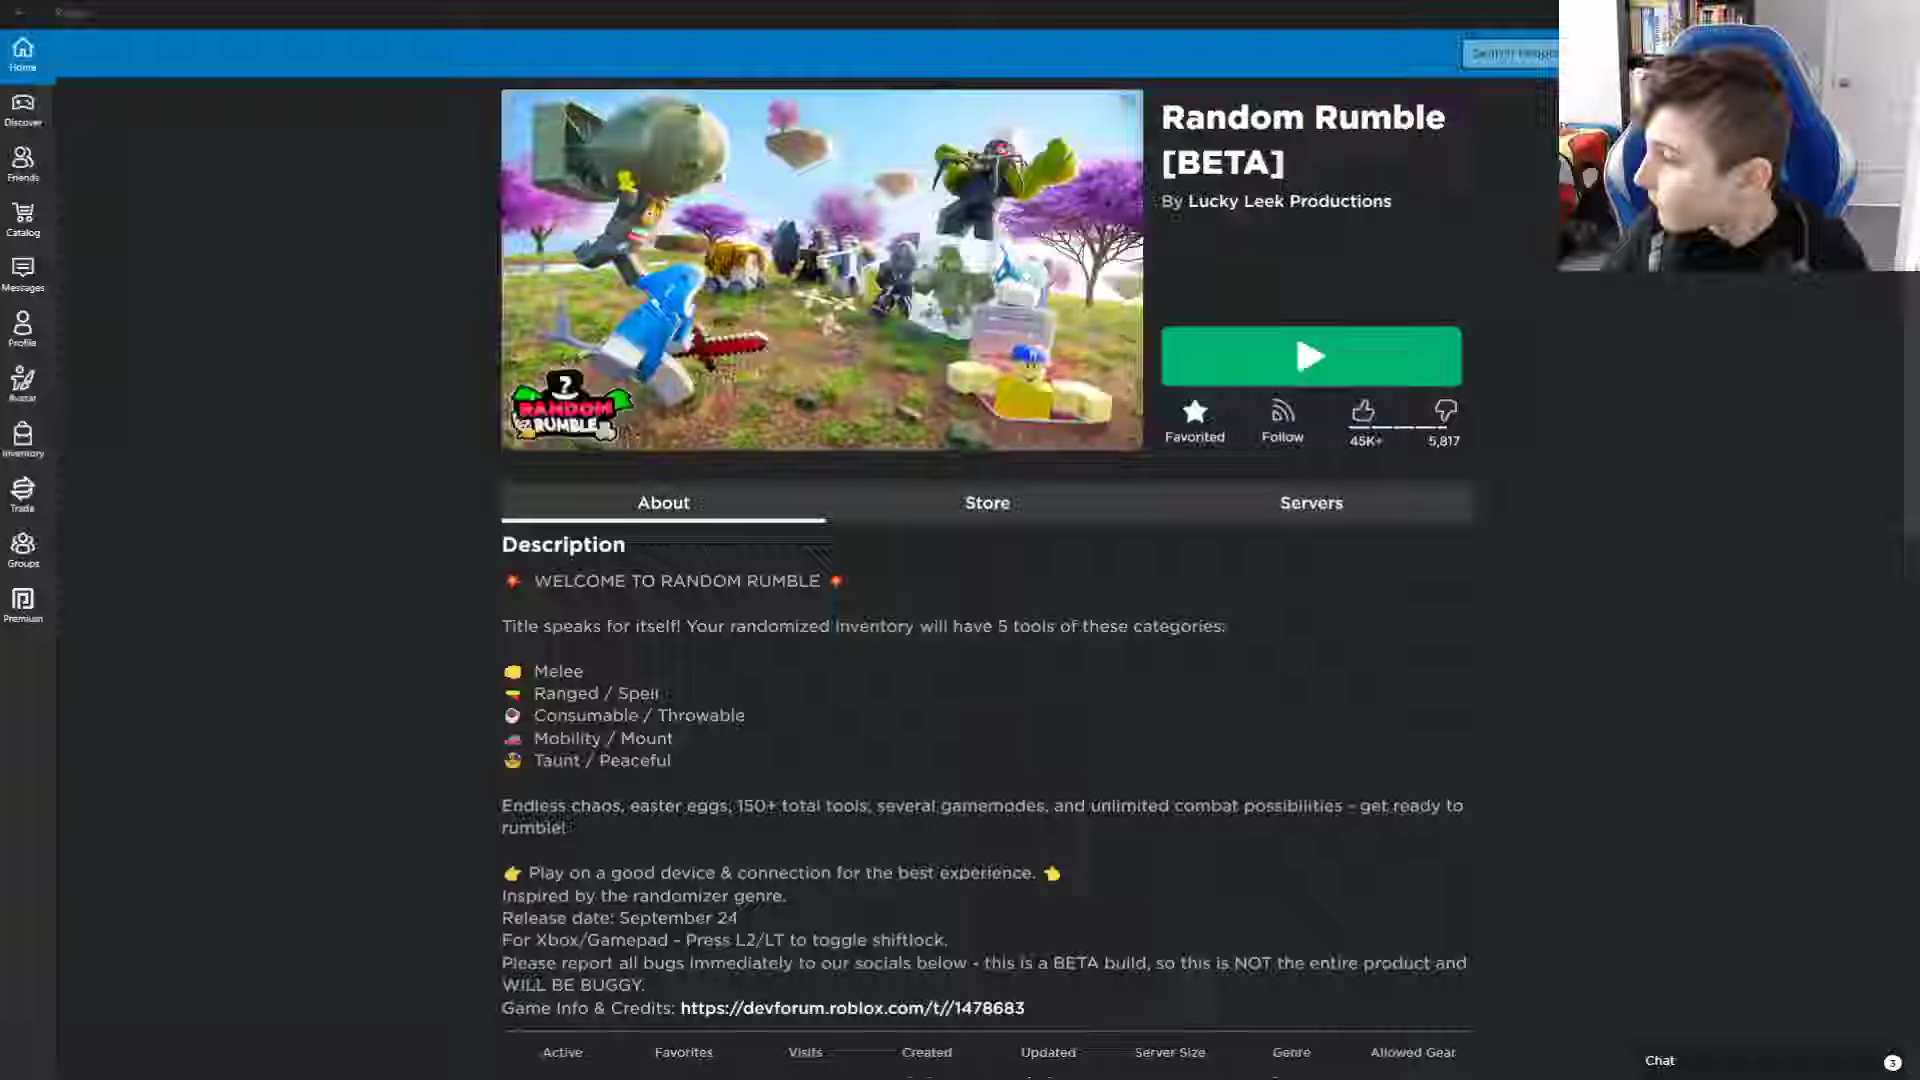 Home
Discover
Friends
Catalog
Messages
Profile
Avatar
Inventory
Trade
Groups
Premium
Search
RANDOM
RUMBLE
Random Rumble
[BETA]
By Lucky Leek Productions
Favorited
Follow
45K+
5,817
About
Store
Servers
Description
WELCOME TO RANDOM RUMBLE
Title speaks for itself! Your randomized inventory will have 5 tools of these categories:
Melee
Ranged / Spell
Consumable / Throwable
Mobility / Mount
Taunt / Peaceful
Endless chaos, easter eggs, 150+ total tools, several gamemodes, and unlimited combat possibilities - get ready to
rumble!
Play on a good device & connection for the best experience.
Inspired by the randomizer genre.
Release date: September 24
For Xbox/Gamepad - Press L2/LT to toggle shiftlock.
Please report all bugs immediately to our socials below - this is a BETA build, so this is NOT the entire product and
WILL BE BUGGY.
Game Info & Credits: https://devforum.roblox.com/t//1478683
Active
Favorites
Visits
Created
Updated
Server Size
Genre
Allowed Gear
Chat
3